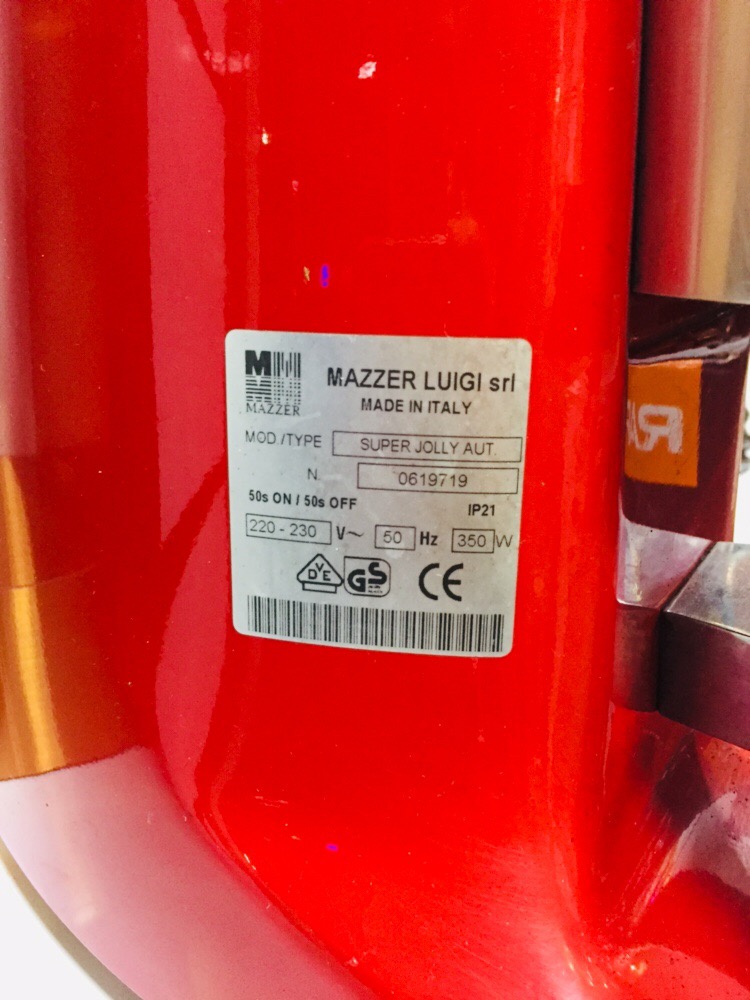 M
MAZZER
MAZZER LUIGI srl
MADE IN ITALY
MOD./TYPE SUPER JOLLY AUT.
N. 0619719
50s ON / 50s OFF IP21
220 - 230 V~ 50 Hz 350 W
DVE GS CE